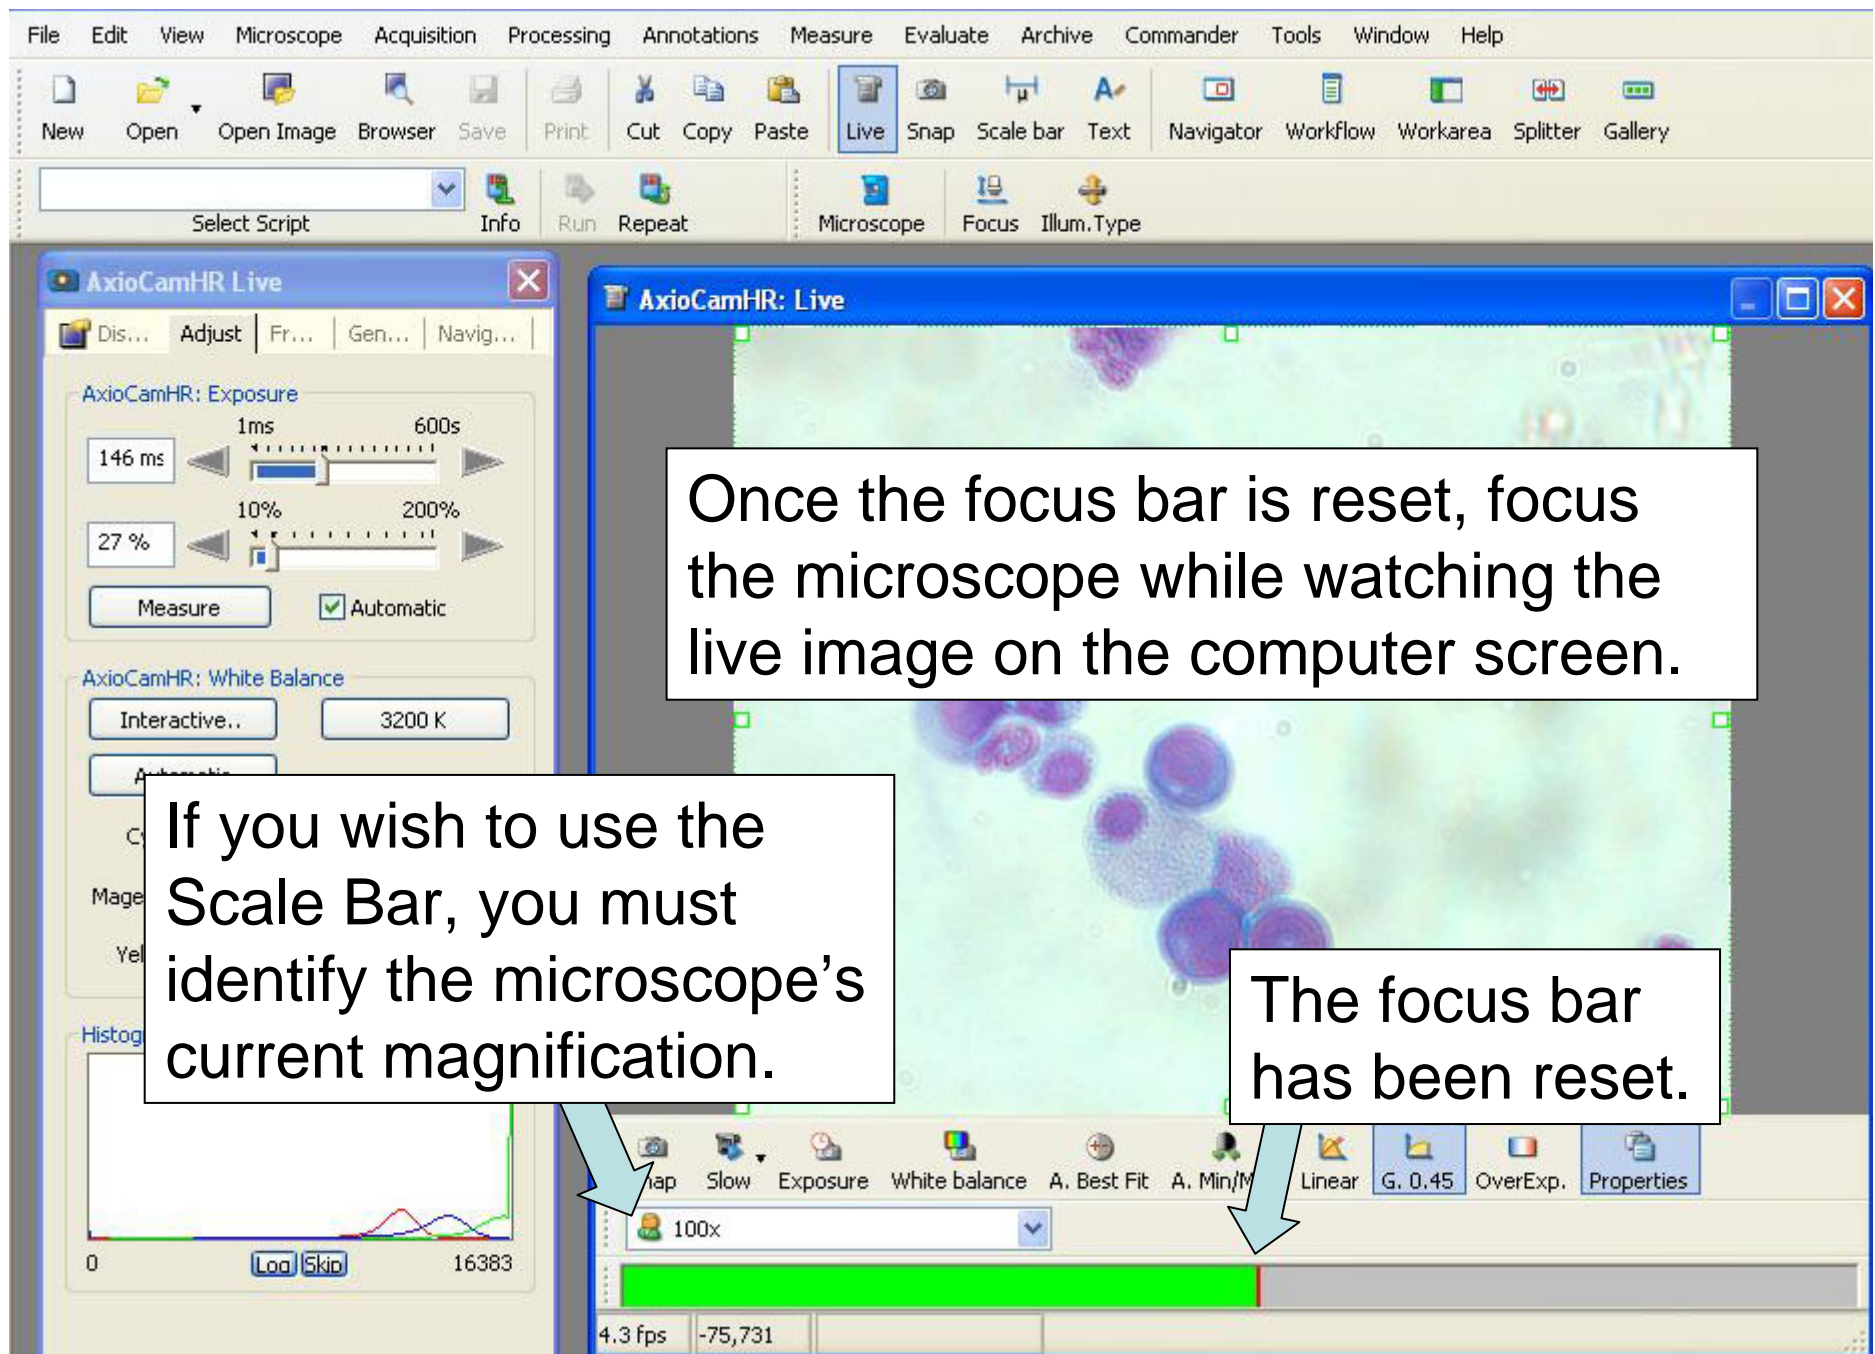 File Edit View Microscope Acquisition Processing Annotations Measure Evaluate Archive Commander Tools Window Help
New Open Open Image Browser Save Print Cut Copy Paste Live Snap Scale bar Text Navigator Workflow Workarea Splitter Gallery
Select Script Info Run Repeat Microscope Focus Illum.Type
AxioCamHR Live
Dis... Adjust Fr... Gen... Navig...
AxioCamHR: Exposure
1ms 600s
146 ms
10% 200%
27 %
Measure Automatic
AxioCamHR: White Balance
Interactive.. 3200 K
If you wish to use the
Scale Bar, you must
identify the microscope's
current magnification.
0 Log Skip 16383
AxioCamHR: Live
Once the focus bar is reset, focus
the microscope while watching the
live image on the computer screen.
The focus bar
has been reset.
Slow Exposure White balance A. Best Fit A. Min/M Linear G. 0.45 OverExp. Properties
100x
4.3 fps -75,731